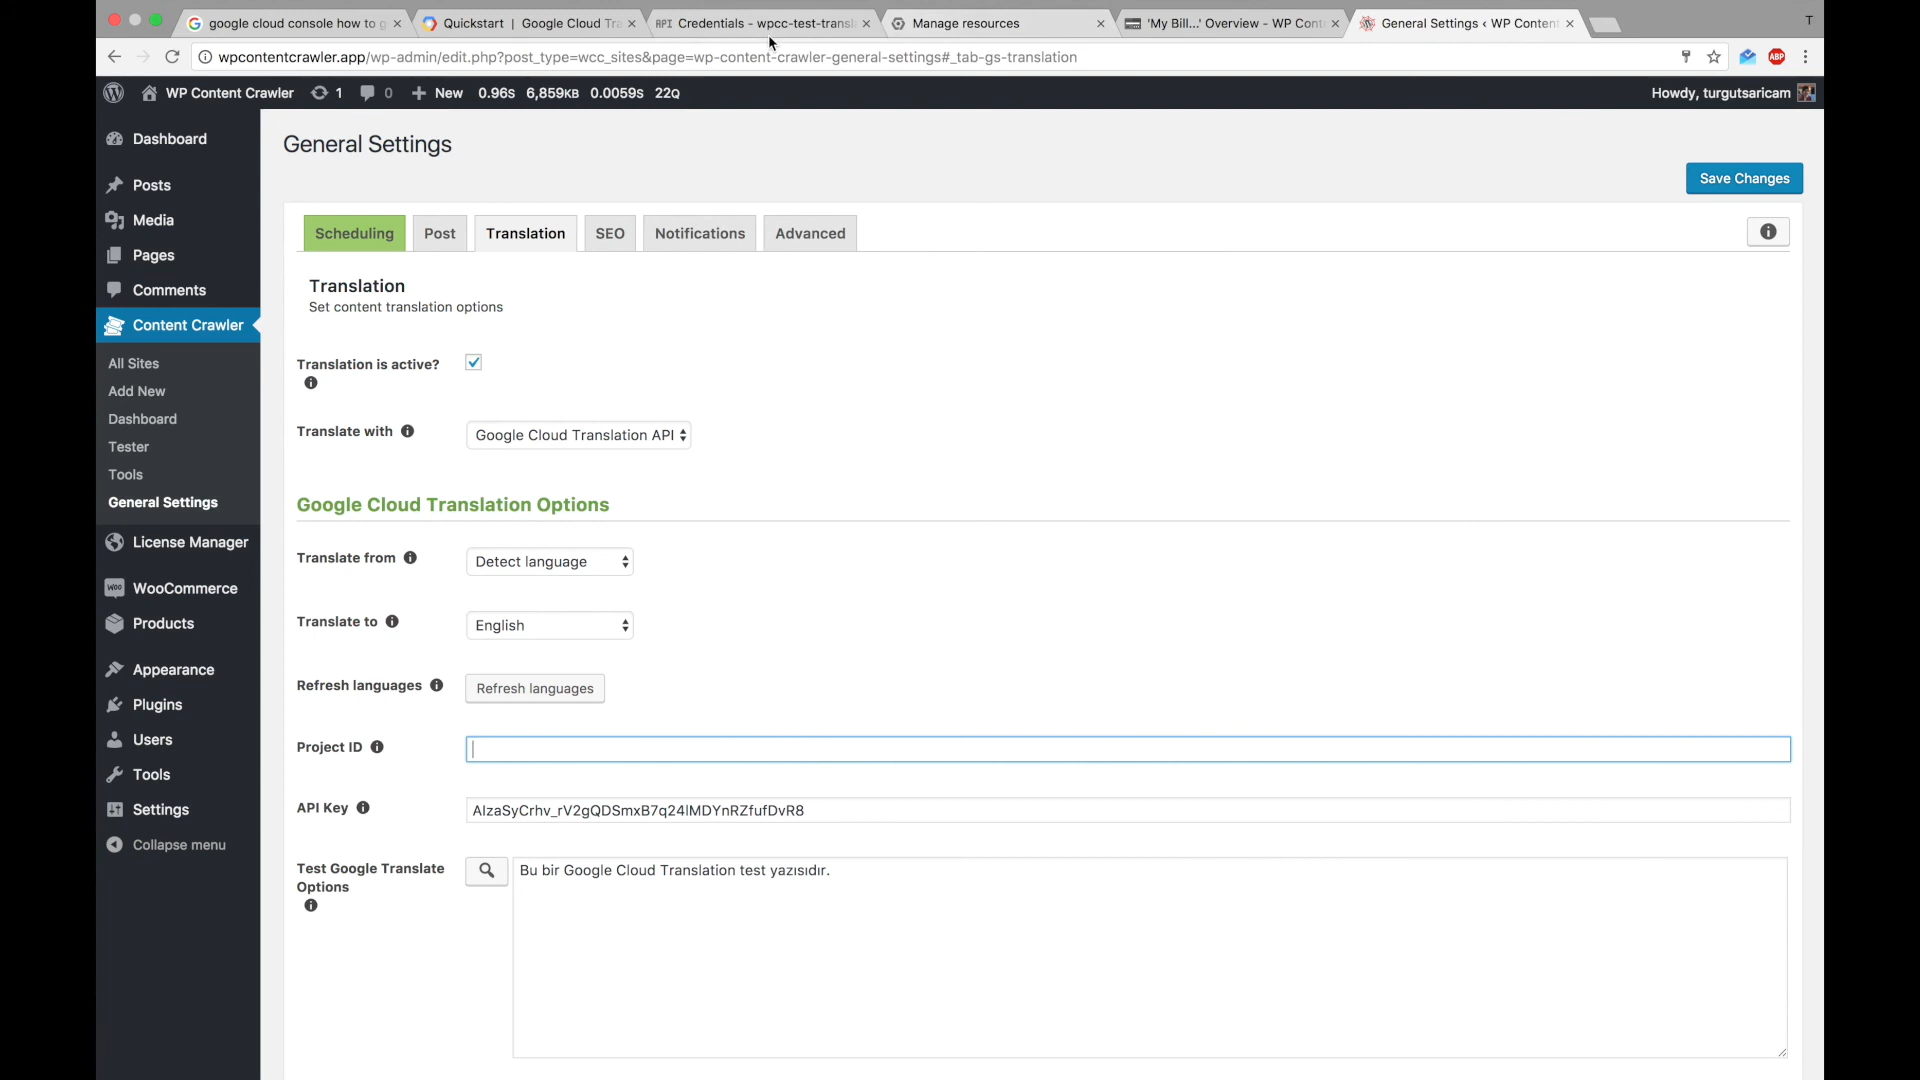 google cloud console how to g
Quickstart | Google Cloud Tra
API Credentials - wpcc-test-transl
Manage resources
'My Bill...' Overview - WP Cont
General Settings ‹ WP Content
T
wpcontentcrawler.app/wp-admin/edit.php?post_type=wcc_sites&page=wp-content-crawler-general-settings#_tab-gs-translation
ABP
WP Content Crawler
1
0
New
0.96s 6,859KB 0.0059s 22Q
Howdy, turgutsaricam
Dashboard
Posts
Media
Pages
Comments
Content Crawler
All Sites
Add New
Dashboard
Tester
Tools
General Settings
License Manager
WooCommerce
Products
Appearance
Plugins
Users
Tools
Settings
Collapse menu
General Settings
Save Changes
Scheduling
Post
Translation
SEO
Notifications
Advanced
Translation
Set content translation options
Translation is active?
Translate with
Google Cloud Translation API
Google Cloud Translation Options
Translate from
Detect language
Translate to
English
Refresh languages
Refresh languages
Project ID
API Key
AIzaSyCrhv_rV2gQDSmxB7q24lMDYnRZfufDvR8
Test Google Translate
Options
Bu bir Google Cloud Translation test yazısıdır.